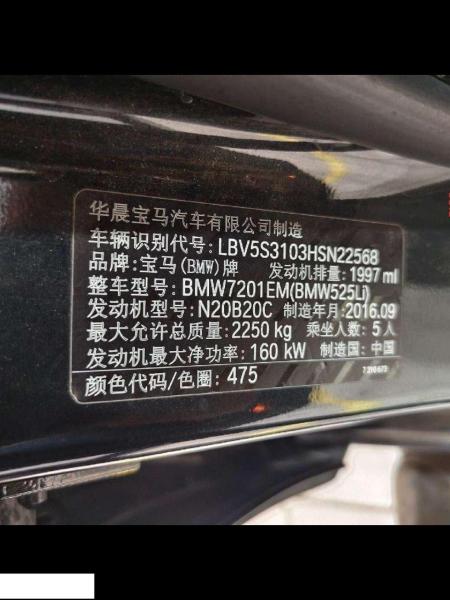 华晨宝马汽车有限公司制造
车辆识别代号: LBV5S3103HSN22568
品牌: 宝马(BMW)牌 发动机排量: 1997 ml
整车型号: BMW7201EM(BMW525Li)
发动机型号: N20B20C 制造年月: 2016.09
最大允许总质量: 2250 kg 乘坐人数: 5人
发动机最大净功率: 160 kW 制造国: 中国
颜色代码/色圈: 475
7 310 673